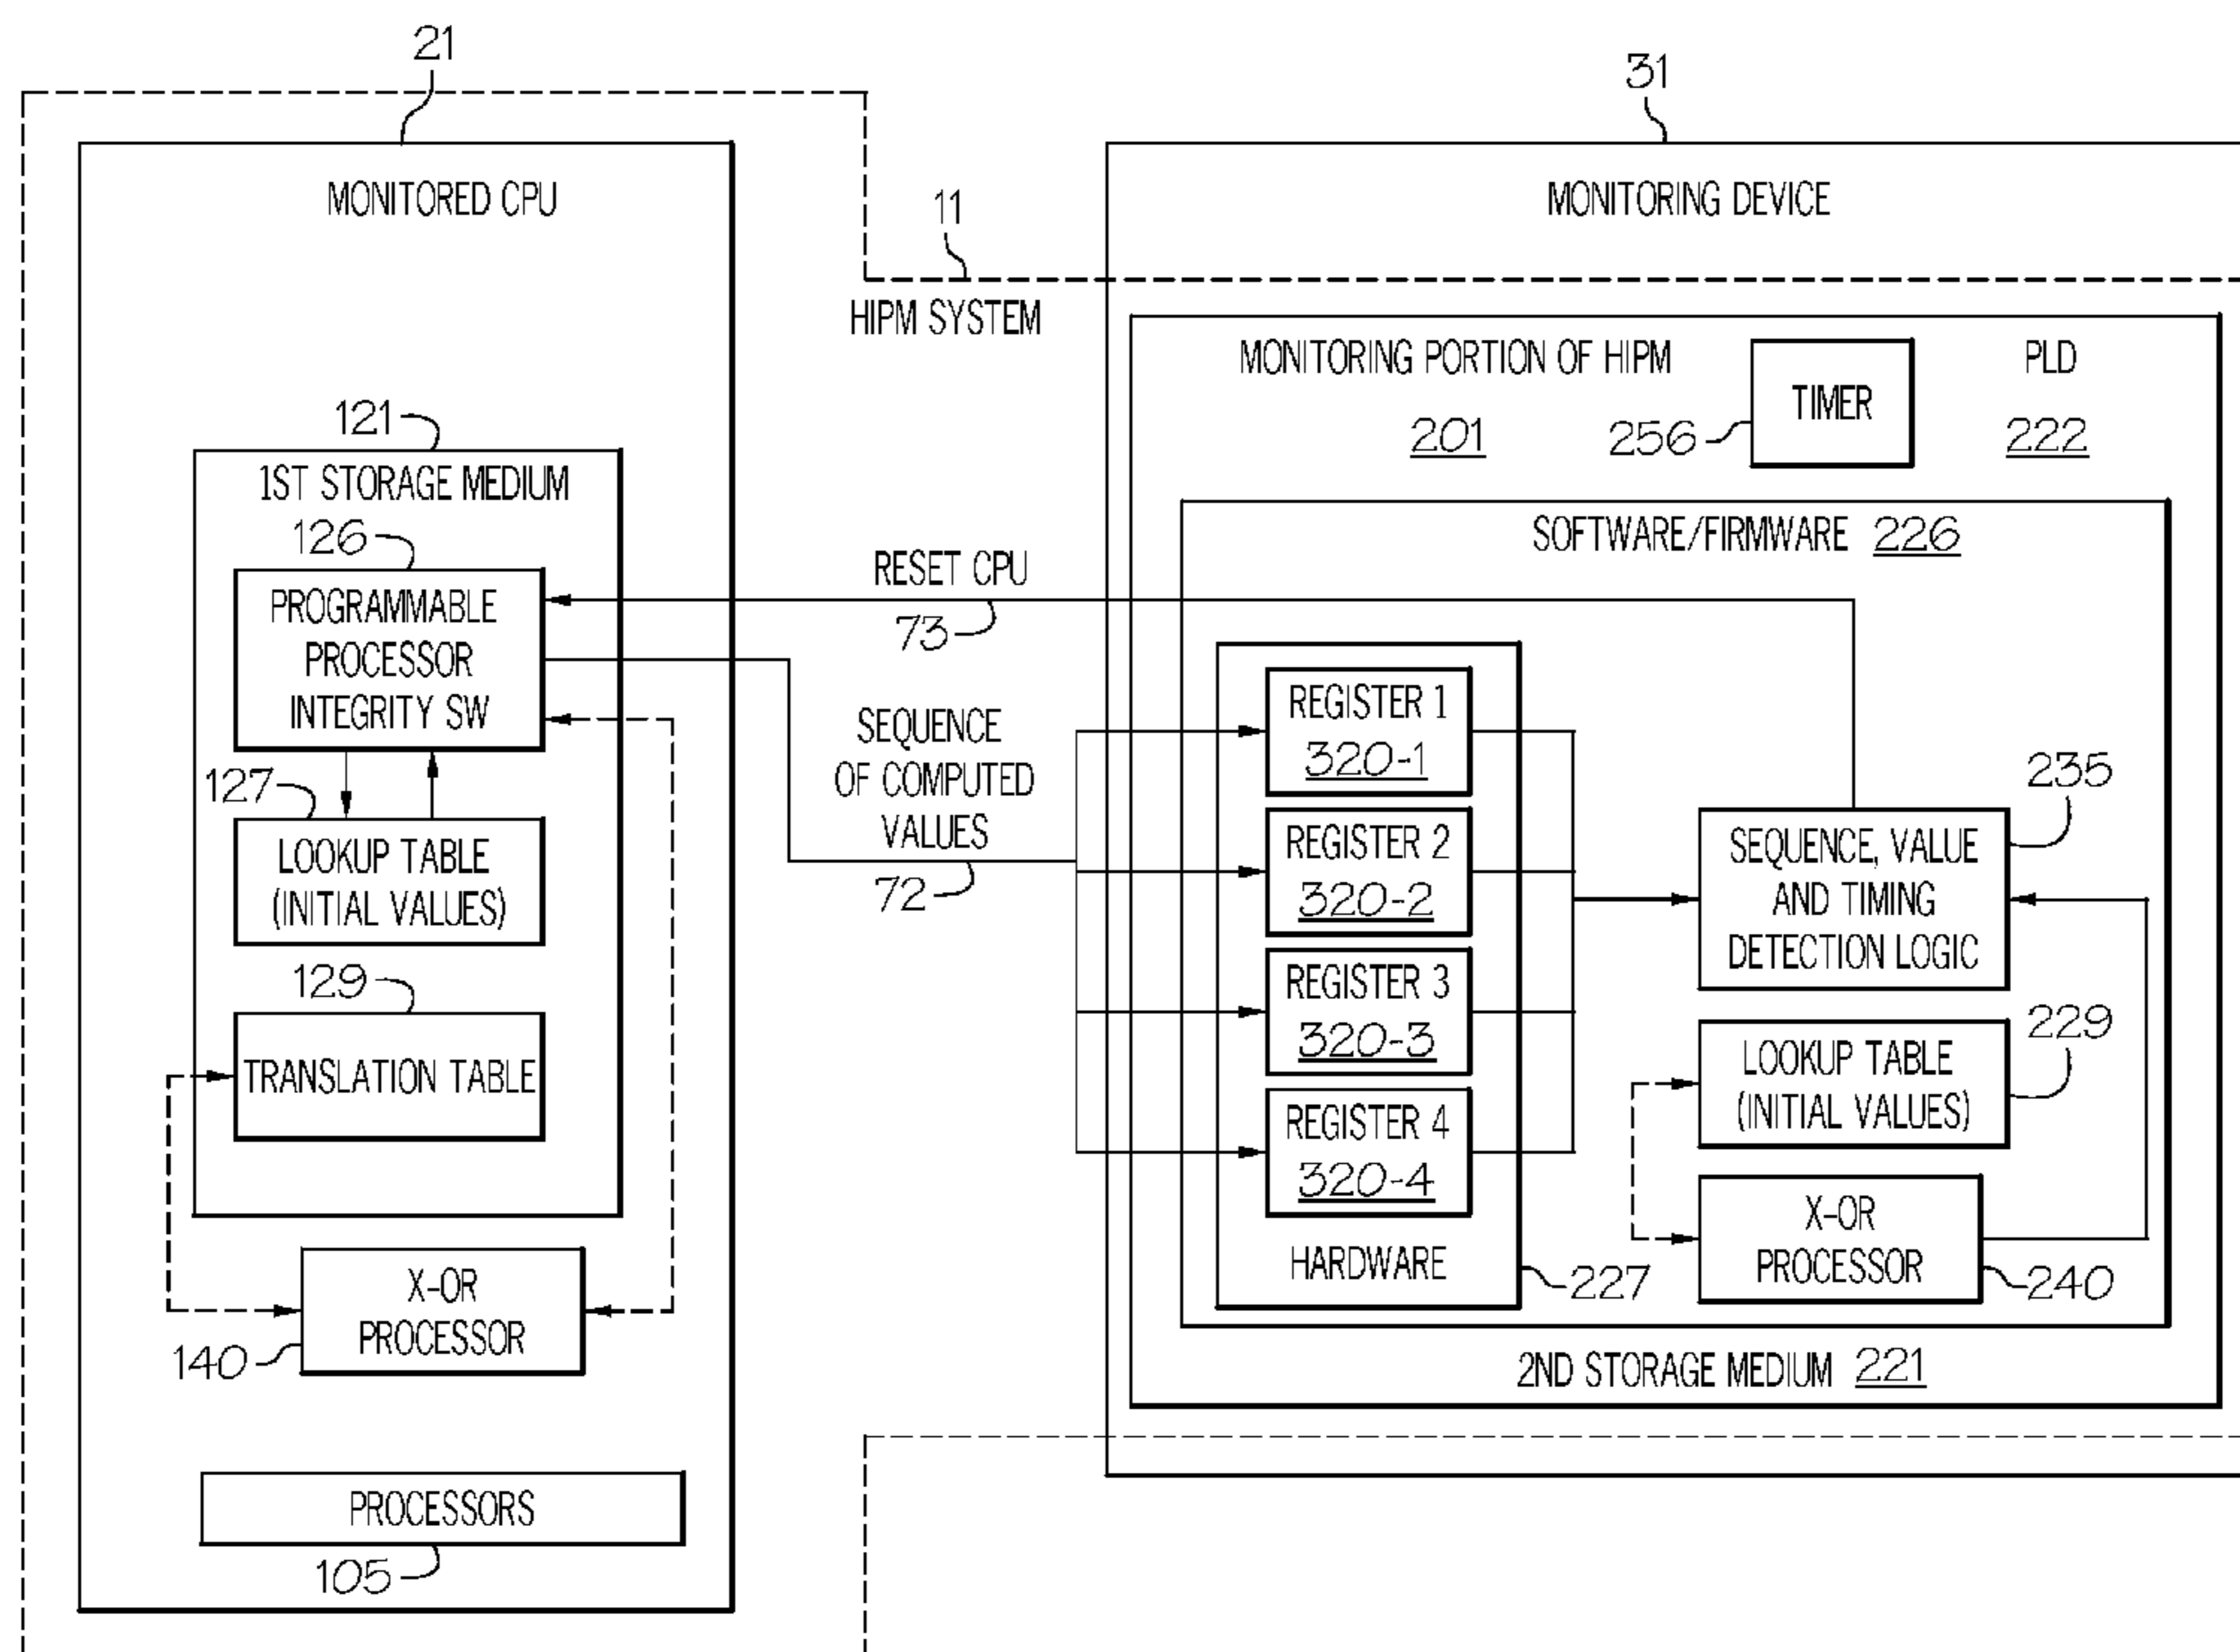 21
31
MONITORED CPU
11
MONITORING DEVICE
HIPM SYSTEM
MONITORING PORTION OF HIPM
201
256
TIMER
PLD
222
121
1ST STORAGE MEDIUM
126
PROGRAMMABLE
PROCESSOR
INTEGRITY SW
127
LOOKUP TABLE
(INITIAL VALUES)
129
TRANSLATION TABLE
X-OR
PROCESSOR
140
PROCESSORS
105
RESET CPU
73
SEQUENCE
OF COMPUTED
VALUES
72
SOFTWARE/FIRMWARE 226
REGISTER 1
320-1
REGISTER 2
320-2
REGISTER 3
320-3
REGISTER 4
320-4
HARDWARE
227
235
SEQUENCE, VALUE
AND TIMING
DETECTION LOGIC
229
LOOKUP TABLE
(INITIAL VALUES)
X-OR
PROCESSOR
240
2ND STORAGE MEDIUM 221